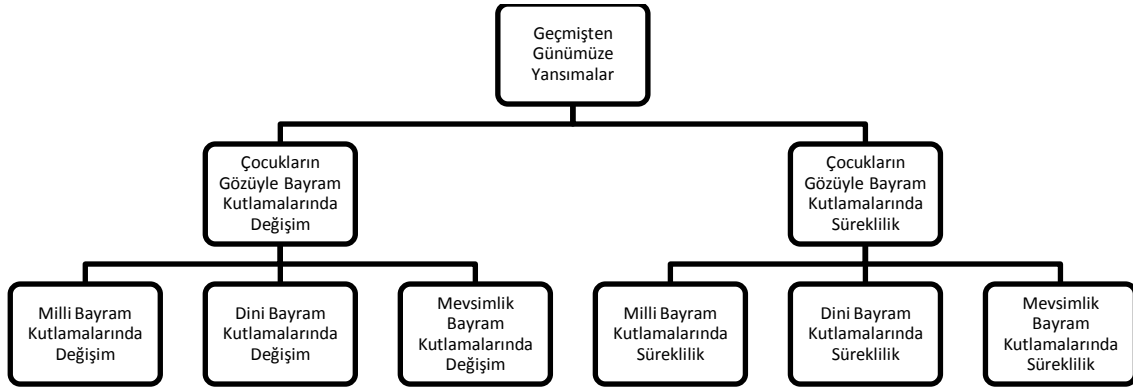 Geçmişten
Günümüze
Yansımalar
Çocukların
Gözüyle Bayram
Kutlamalarında
Değişim
Çocukların
Gözüyle Bayram
Kutlamalarında
Süreklilik
Milli Bayram
Kutlamalarında
Değişim
Dini Bayram
Kutlamalarında
Değişim
Mevsimlik
Bayram
Kutlamalarında
Değişim
Milli Bayram
Kutlamalarında
Süreklilik
Dini Bayram
Kutlamalarında
Süreklilik
Mevsimlik
Bayram
Kutlamalarında
Süreklilik